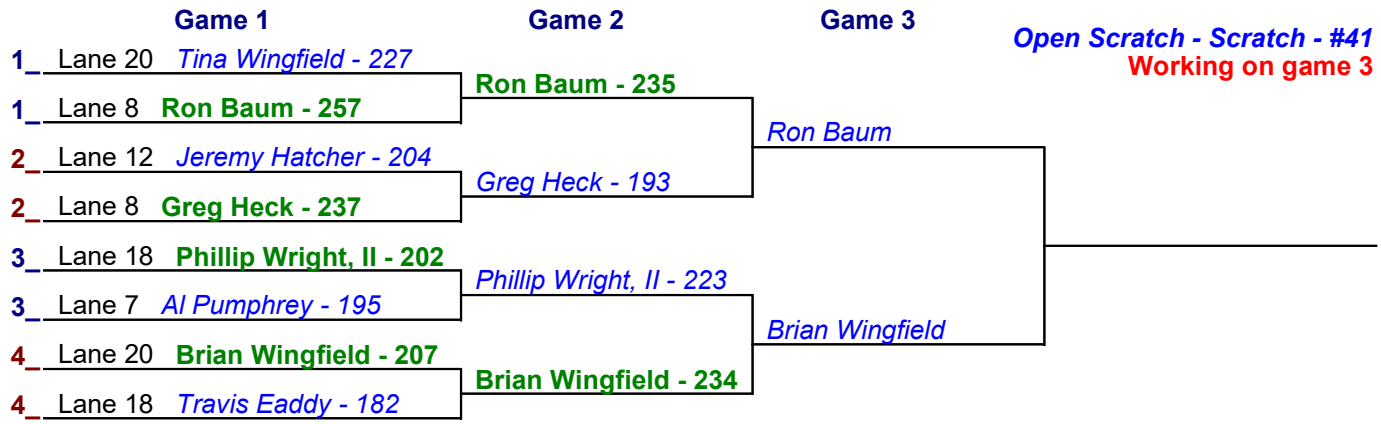 Game 1 Game 2 Game 3
Open Scratch - Scratch - #41
Working on game 3
1_ Lane 20 Tina Wingfield - 227
Ron Baum - 235
1_ Lane 8 Ron Baum - 257
Ron Baum
2_ Lane 12 Jeremy Hatcher - 204
Greg Heck - 193
2_ Lane 8 Greg Heck - 237
3_ Lane 18 Phillip Wright, II - 202
Phillip Wright, II - 223
3_ Lane 7 Al Pumphrey - 195
Brian Wingfield
4_ Lane 20 Brian Wingfield - 207
Brian Wingfield - 234
4_ Lane 18 Travis Eaddy - 182